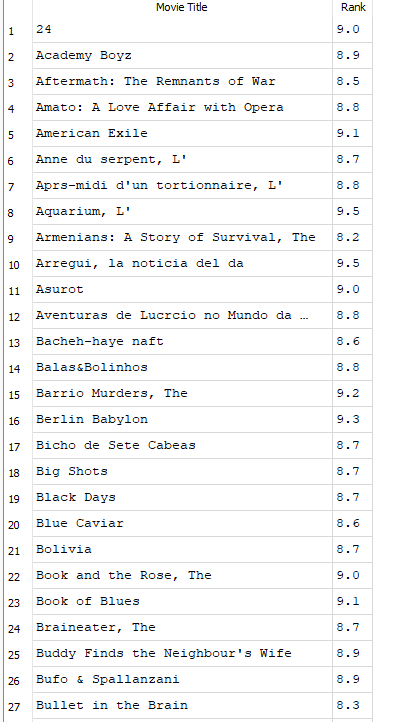 Movie Title Rank
1 24 9.0
2 Academy Boyz 8.9
3 Aftermath: The Remnants of War 8.5
4 Amato: A Love Affair with Opera 8.8
5 American Exile 9.1
6 Anne du serpent, L' 8.7
7 Aprs-midi d'un tortionnaire, L' 8.8
8 Aquarium, L' 9.5
9 Armenians: A Story of Survival, The 8.2
10 Arregui, la noticia del da 9.5
11 Asurot 9.0
12 Aventuras de Lucrcio no Mundo da … 8.8
13 Bacheh-haye naft 8.6
14 Balas&Bolinhos 8.8
15 Barrio Murders, The 9.2
16 Berlin Babylon 9.3
17 Bicho de Sete Cabeas 8.7
18 Big Shots 8.7
19 Black Days 8.7
20 Blue Caviar 8.6
21 Bolivia 8.7
22 Book and the Rose, The 9.0
23 Book of Blues 9.1
24 Braineater, The 8.7
25 Buddy Finds the Neighbour's Wife 8.9
26 Bufo & Spallanzani 8.9
27 Bullet in the Brain 8.3